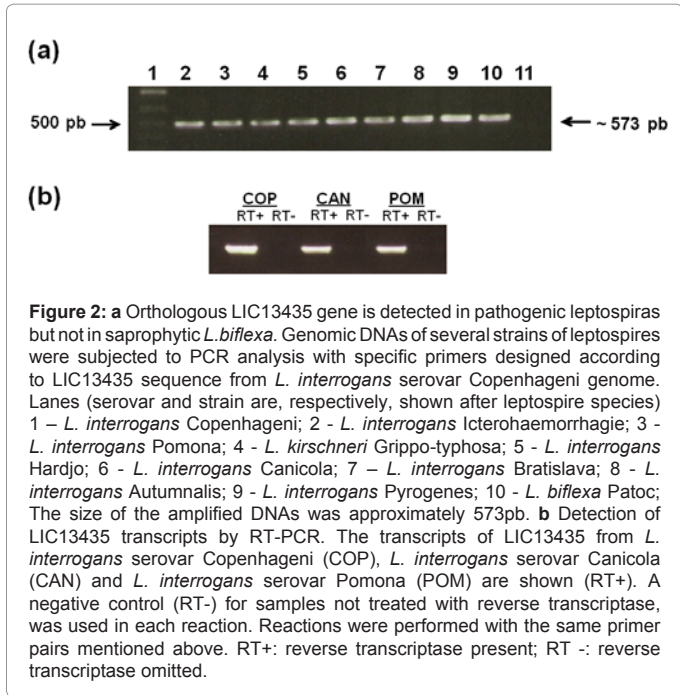 (a)
1 2 3 4 5 6 7 8 9 10 11
500 pb
~ 573 pb
(b)
COP CAN POM
RT+ RT- RT+ RT- RT+ RT-
Figure 2: a Orthologous LIC13435 gene is detected in pathogenic leptospiras
but not in saprophytic L.biflexa. Genomic DNAs of several strains of leptospires
were subjected to PCR analysis with specific primers designed according
to LIC13435 sequence from L. interrogans serovar Copenhageni genome.
Lanes (serovar and strain are, respectively, shown after leptospire species)
1 – L. interrogans Copenhageni; 2 - L. interrogans Icterohaemorrhagie; 3 -
L. interrogans Pomona; 4 - L. kirschneri Grippo-typhosa; 5 - L. interrogans
Hardjo; 6 - L. interrogans Canicola; 7 – L. interrogans Bratislava; 8 - L.
interrogans Autumnalis; 9 - L. interrogans Pyrogenes; 10 - L. biflexa Patoc;
The size of the amplified DNAs was approximately 573pb. b Detection of
LIC13435 transcripts by RT-PCR. The transcripts of LIC13435 from L.
interrogans serovar Copenhageni (COP), L. interrogans serovar Canicola
(CAN) and L. interrogans serovar Pomona (POM) are shown (RT+). A
negative control (RT-) for samples not treated with reverse transcriptase,
was used in each reaction. Reactions were performed with the same primer
pairs mentioned above. RT+: reverse transcriptase present; RT -: reverse
transcriptase omitted.